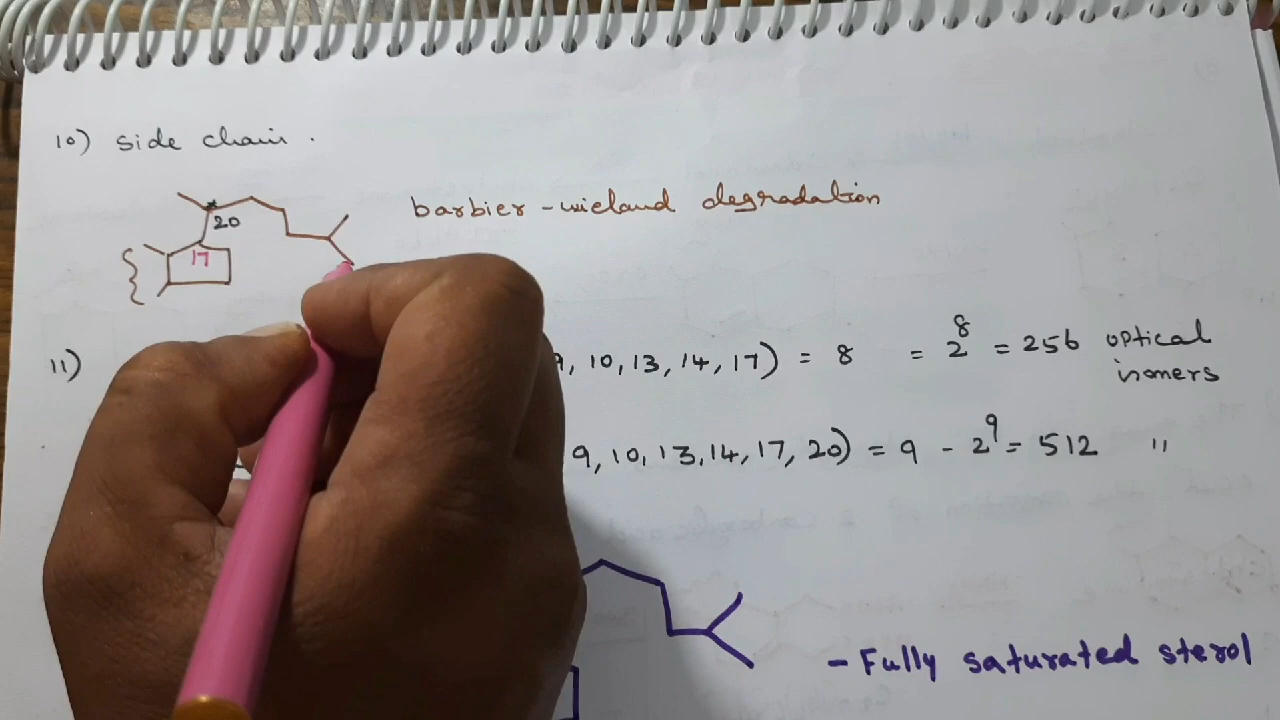 10) side chain.
barbier-wieland degradation
20
17
11) 9, 10, 13, 14, 17) = 8 = 2^8 = 256 optical
isomers
9, 10, 13, 14, 17, 20) = 9 - 2^9 = 512 "
- Fully saturated sterol